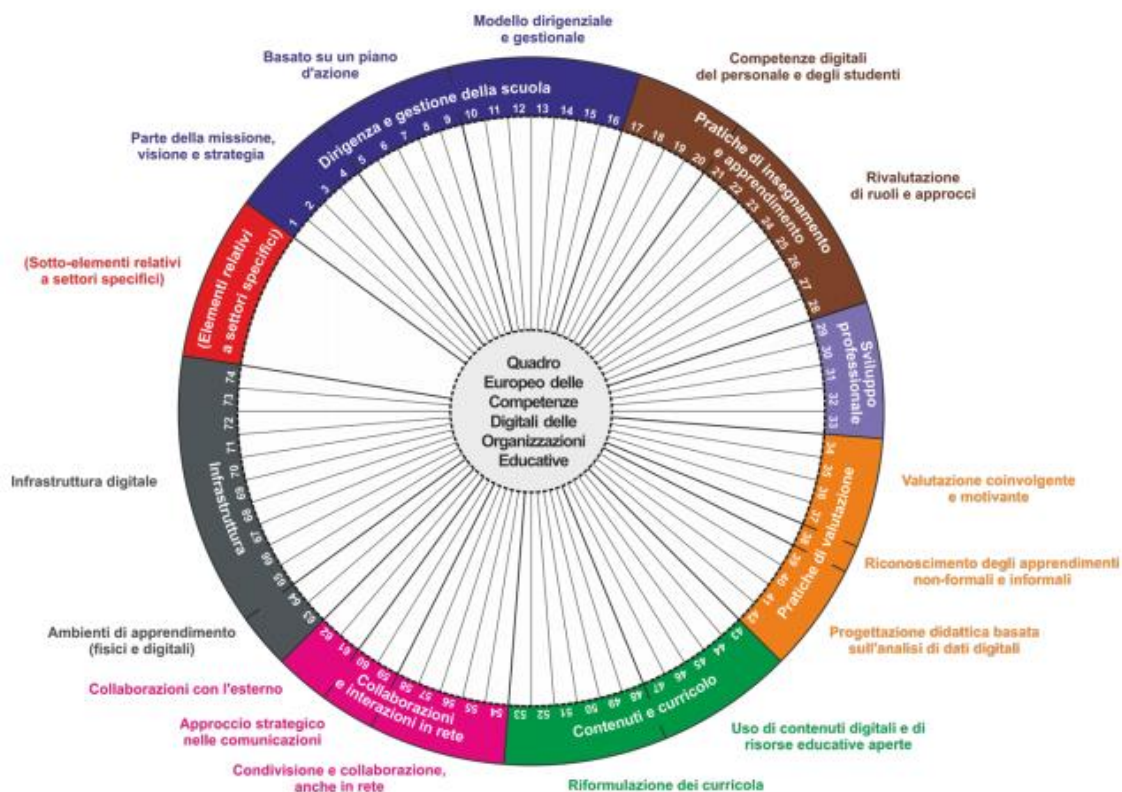 Modello dirigenziale
e gestionale
Basato su un piano
d'azione
Competenze digitali
del personale e degli studenti
Parte della missione,
visione e strategia
Rivalutazione
di ruoli e approcci
(Sotto-elementi relativi
a settori specifici)
Infrastruttura digitale
Valutazione coinvolgente
e motivante
Riconoscimento degli apprendimenti
non-formali e informali
Ambienti di apprendimento
(fisici e digitali)
Progettazione didattica basata
sull'analisi di dati digitali
Collaborazioni con l'esterno
Approccio strategico
nelle comunicazioni
Uso di contenuti digitali e di
risorse educative aperte
Condivisione e collaborazione,
anche in rete
Riformulazione dei curricola
Dirigenza e gestione della scuola
1 2 3 4 5 6 7 8 9 10 11 12 13 14 15 16
Pratiche di insegnamento
e apprendimento
17 18 19 20 21 22 23 24 25 26 27 28
Sviluppo
professionale
29 30 31 32 33
Pratiche di valutazione
34 35 36 37 38 39 40 41 42
Contenuti e curricolo
43 44 45 46 47 48 49 50 51 52 53
Collaborazioni
e interazioni in rete
54 55 56 57 58 59 60 61 62
Infrastruttura
63 64 65 66 67 68 69 70 71 72 73 74
(Elementi relativi
a settori specifici)
Quadro
Europeo delle
Competenze
Digitali delle
Organizzazioni
Educative